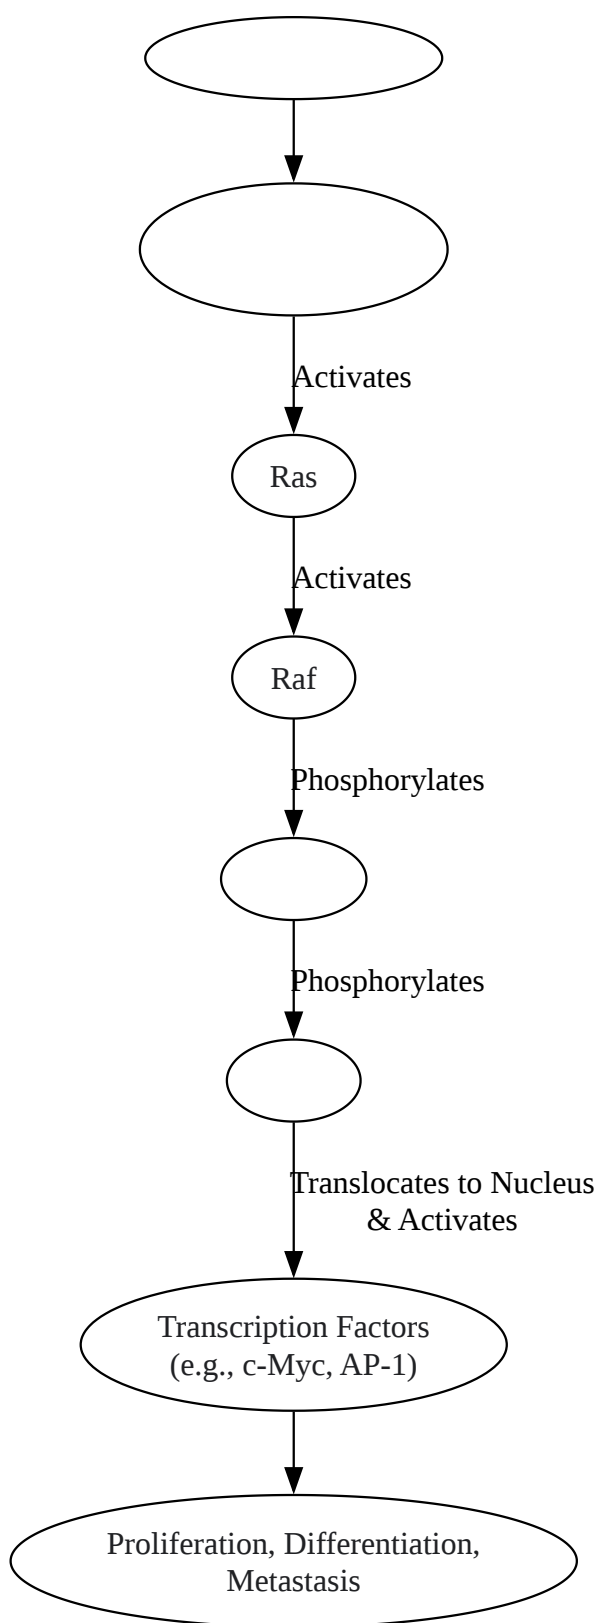 Activates
Ras
Activates
Raf
Phosphorylates
Phosphorylates
Translocates to Nucleus
& Activates
Transcription Factors
(e.g., c-Myc, AP-1)
Proliferation, Differentiation,
Metastasis